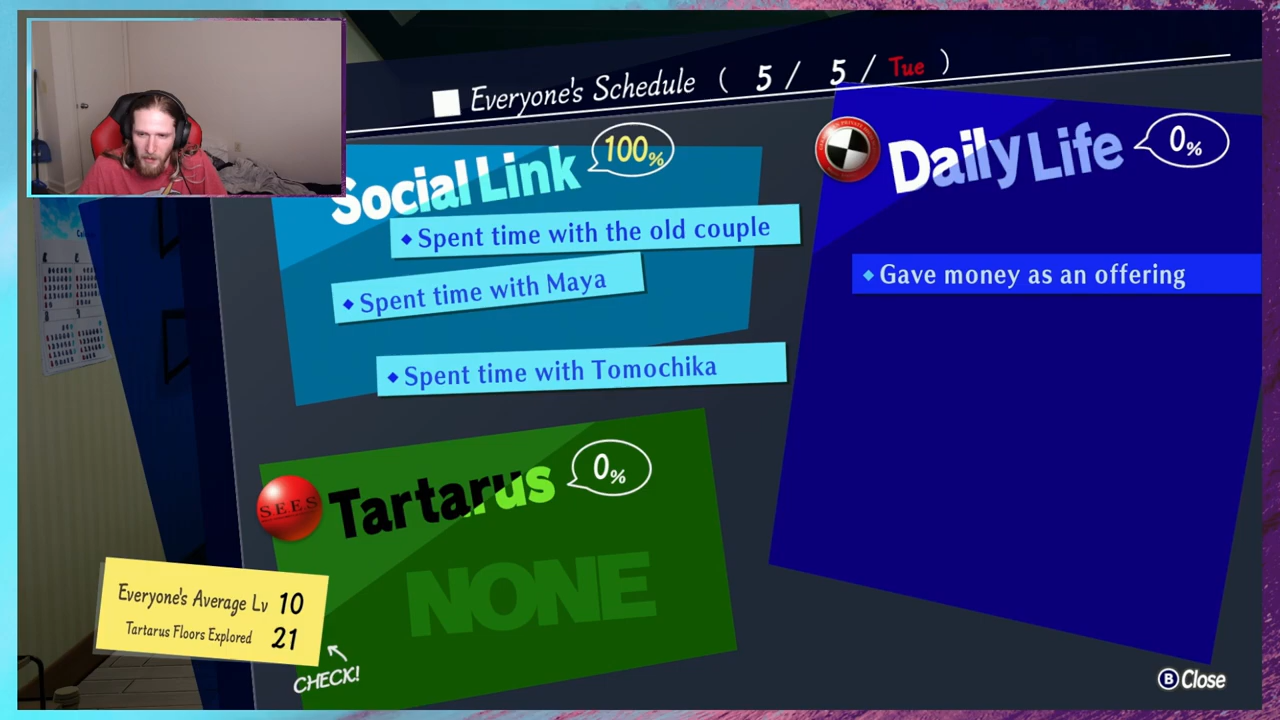 Everyone's Schedule ( 5 / 5 / Tue )
Social Link 100%
Spent time with the old couple
Spent time with Maya
Spent time with Tomochika
Daily Life 0%
Gave money as an offering
S.E.E.S
Tartarus 0%
NONE
Everyone's Average Lv 10
Tartarus Floors Explored 21
CHECK!
B Close